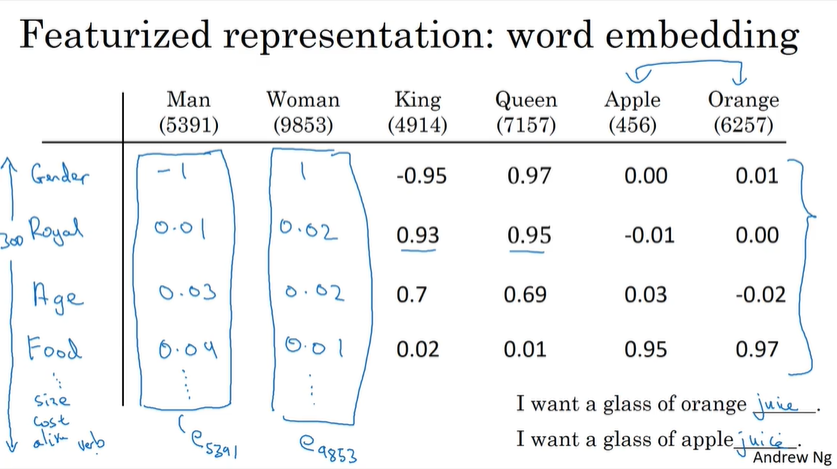 Featurized representation: word embedding
Man Woman King Queen Apple Orange
(5391) (9853) (4914) (7157) (456) (6257)
Gender -1 1 -0.95 0.97 0.00 0.01
300 Royal 0.01 0.02 0.93 0.95 -0.01 0.00
Age 0.03 0.02 0.7 0.69 0.03 -0.02
Food 0.04 0.01 0.02 0.01 0.95 0.97
size
cost
alive verb
e5391 e9853
I want a glass of orange juice.
I want a glass of apple juice.
Andrew Ng